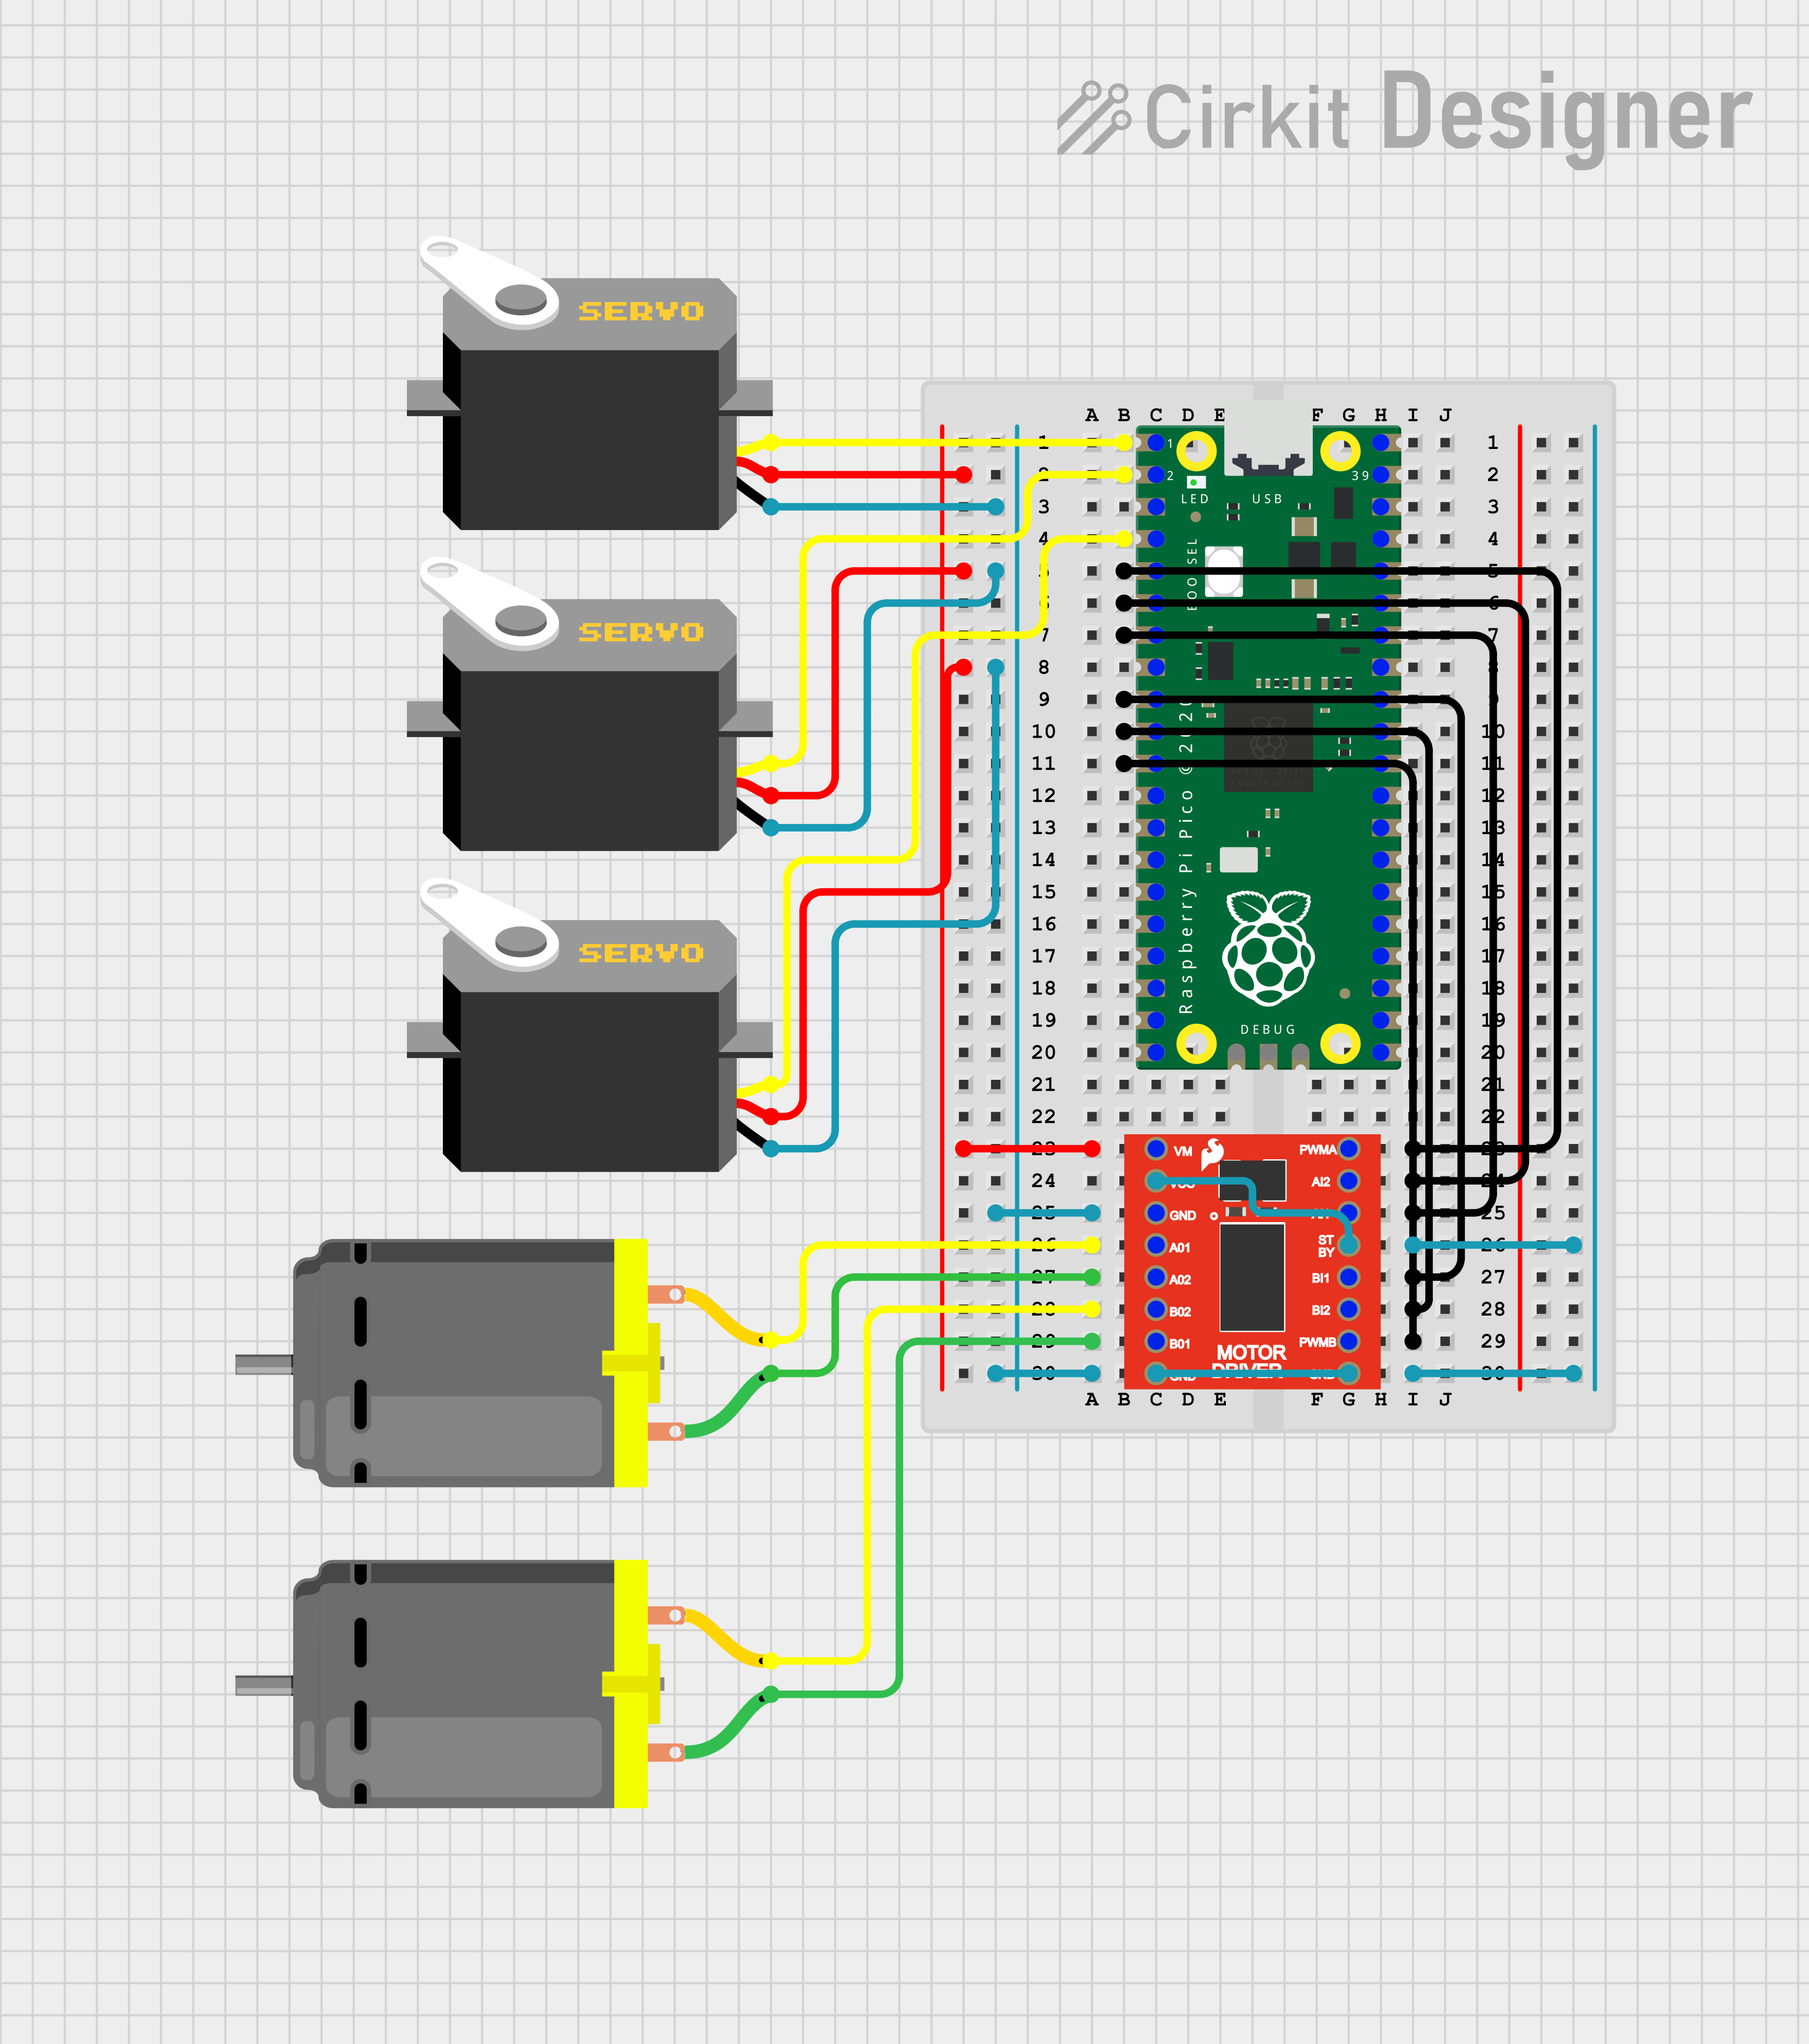 Cirkit Designer
SERVO
SERVO
SERVO
A B C D E F G H I J
1 1 1
2 2 39 2
LED USB
3 3
4 4
BOOTSEL
5 5
6 6
7 7
8 8
9 9
10 10
11 11
12 12
13 13
14 14
15 15
16 16
17 17
18 18
19 19
20 20
Raspberry Pi Pico © 2020
DEBUG
21 21
22 22
23 VM PWMA 23
24 VCC AI2 24
25 GND AI1 25
26 A01 ST BY 26
27 A02 BI1 27
28 B02 BI2 28
29 B01 PWMB 29
MOTOR
DRIVER
30 GND GND 30
A B C D E F G H I J